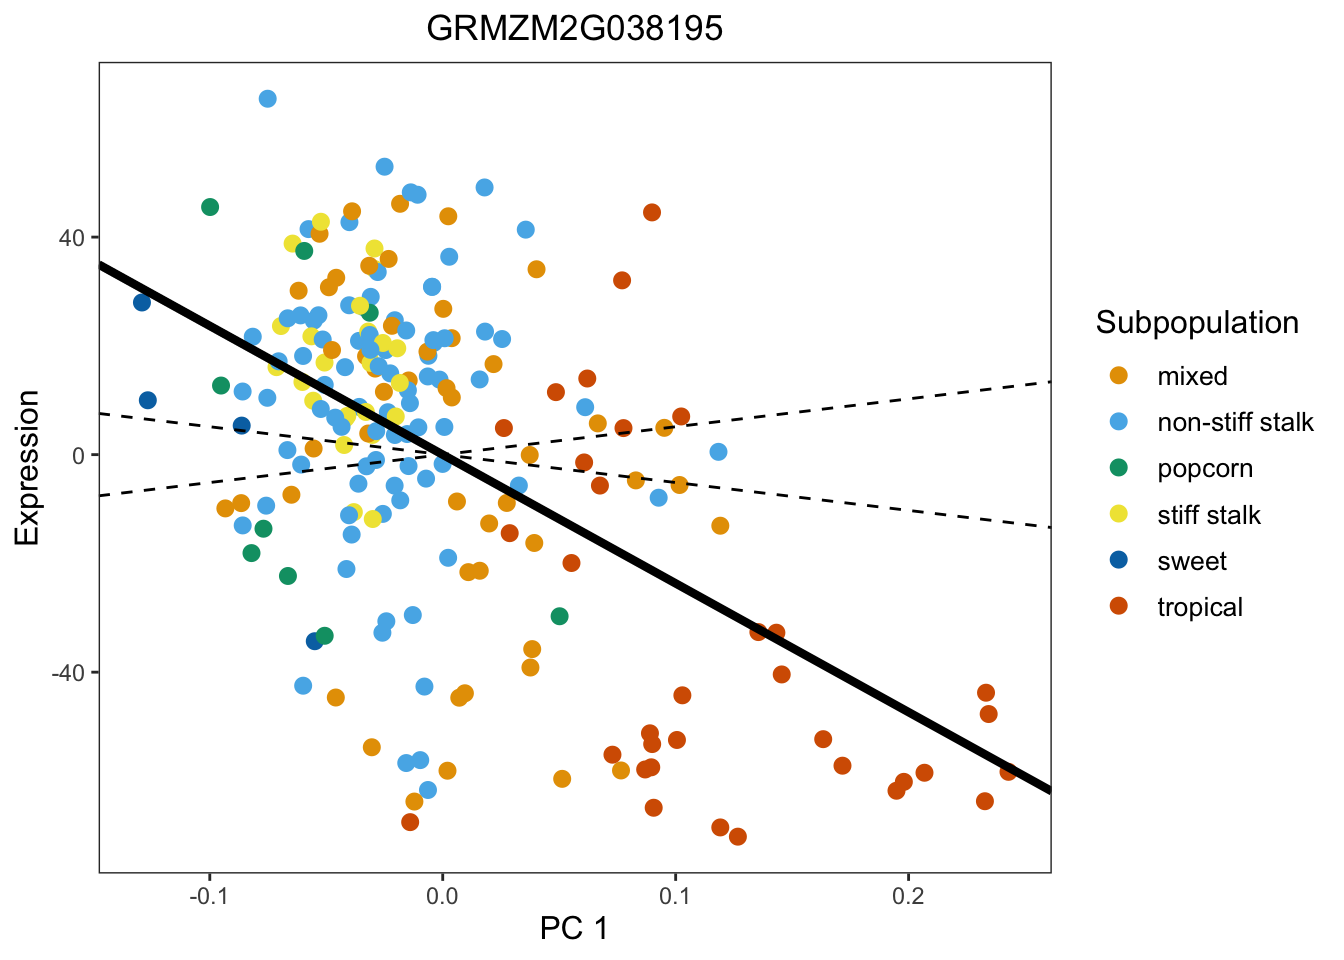 GRMZM2G038195
Expression
40
0
-40
-0.1
0.0
0.1
0.2
PC 1
Subpopulation
mixed
non-stiff stalk
popcorn
stiff stalk
sweet
tropical